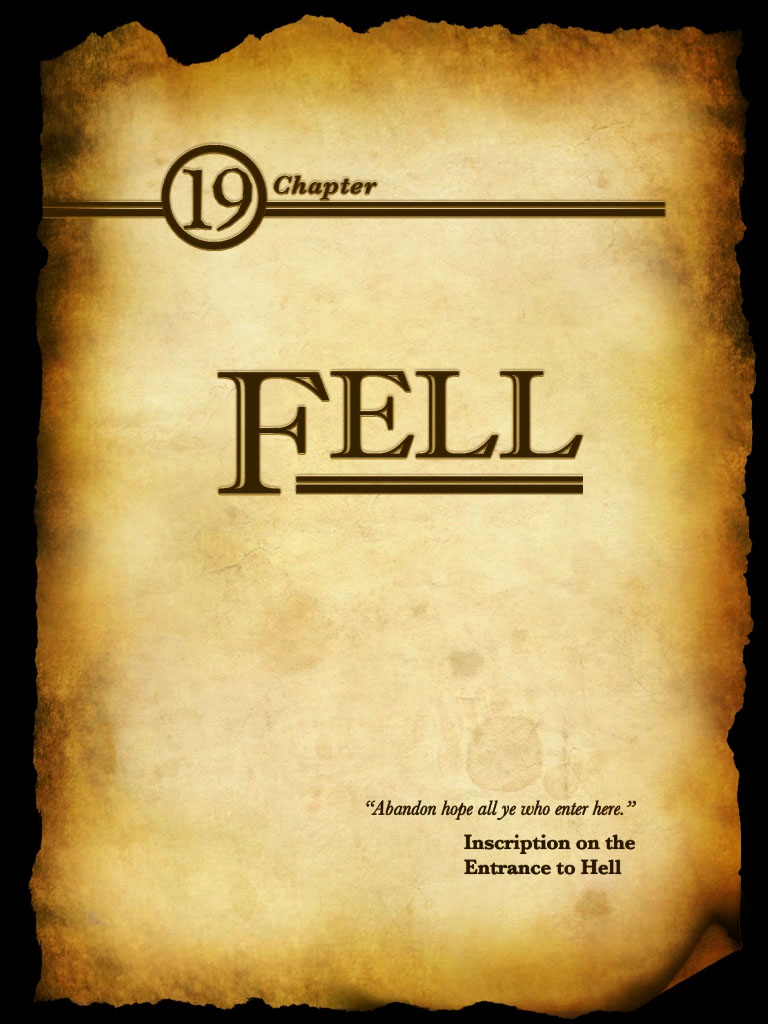 19 Chapter
FELL
“Abandon hope all ye who enter here.”
Inscription on the
Entrance to Hell